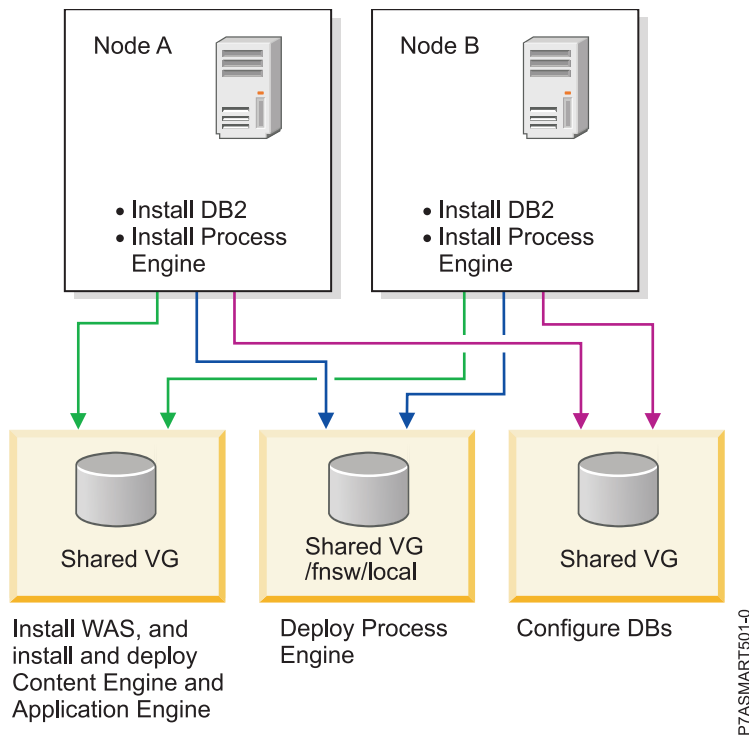 Node A
• Install DB2
• Install Process
Engine
Node B
• Install DB2
• Install Process
Engine
Shared VG
Shared VG
/fnsw/local
Shared VG
Install WAS, and
install and deploy
Content Engine and
Application Engine
Deploy Process
Engine
Configure DBs
P7ASMART501-0